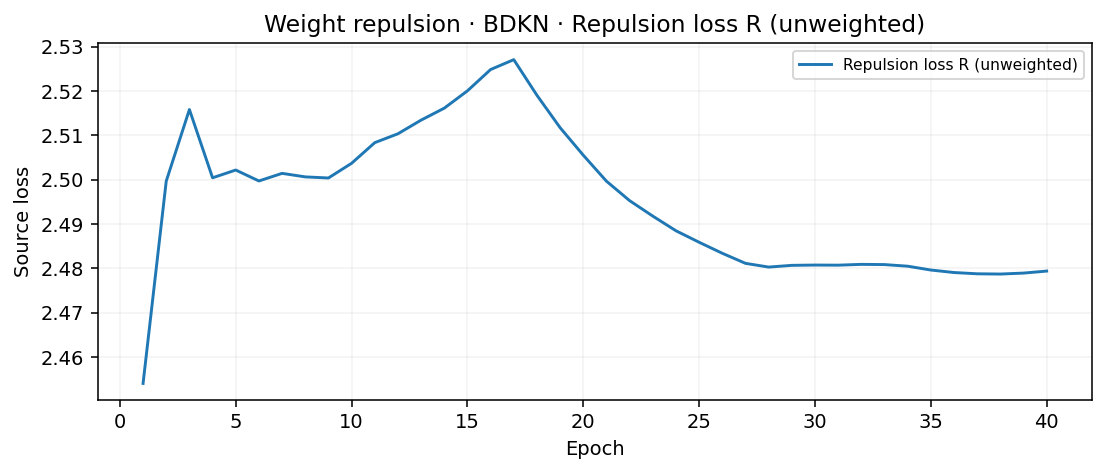 Weight repulsion · BDKN · Repulsion loss R (unweighted)
Repulsion loss R (unweighted)
Source loss
2.53
2.52
2.51
2.50
2.49
2.48
2.47
2.46
0 5 10 15 20 25 30 35 40
Epoch